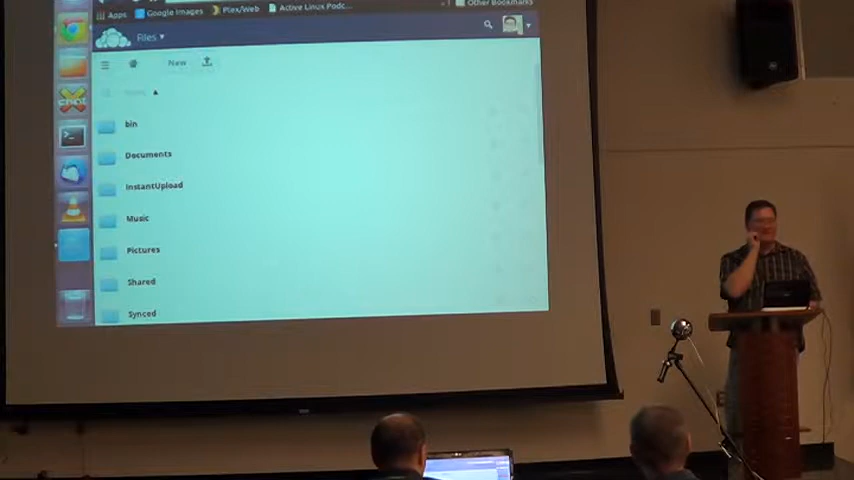 Apps Google Images Plex/Web Active Linux Podc... Other Bookmarks
Files
New
bin
Documents
InstantUpload
Music
Pictures
Shared
Synced